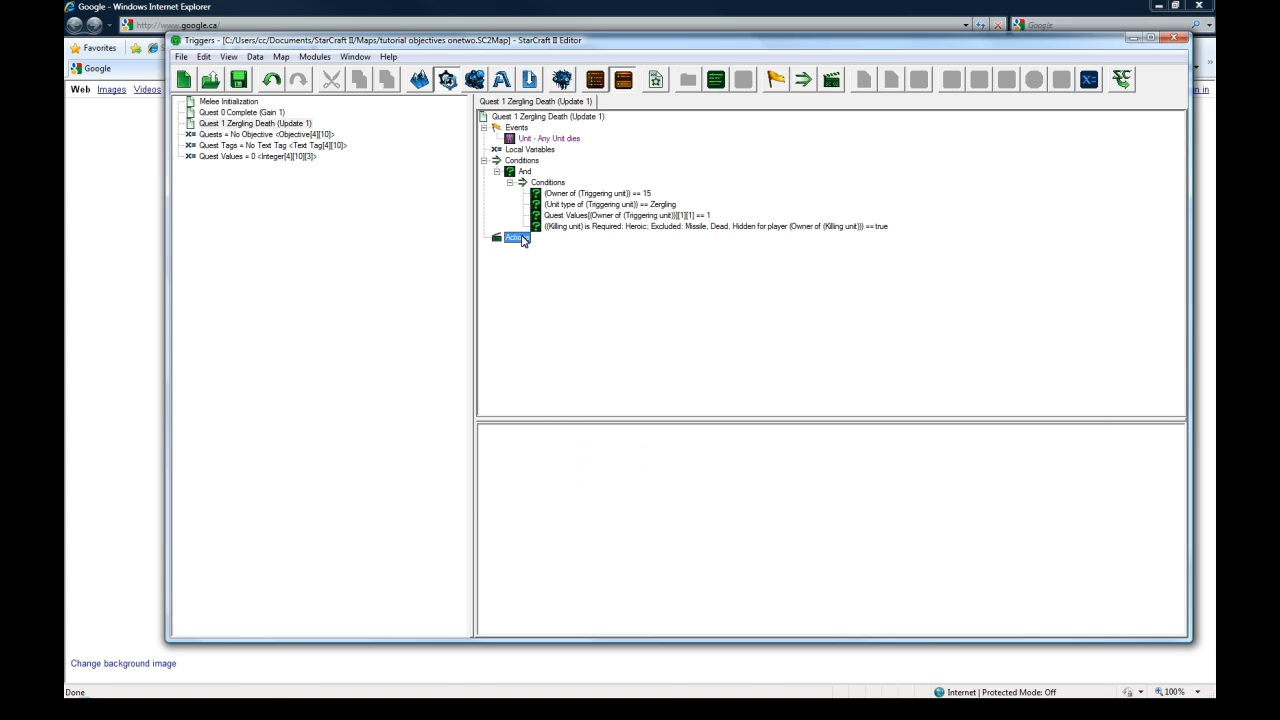 Google - Windows Internet Explorer
http://www.google.ca/
Google
Favorites
Google
Web Images Videos
Triggers - [C:/Users/cc/Documents/StarCraft II/Maps/tutorial objectives onetwo.SC2Map] - StarCraft II Editor
File Edit View Data Map Modules Window Help
Melee Initialization
Quest 0 Complete (Gain 1)
Quest 1 Zergling Death (Update 1)
Quests = No Objective <Objective[4][10]>
Quest Tags = No Text Tag <Text Tag[4][10]>
Quest Values = 0 <Integer[4][10][3]>
Quest 1 Zergling Death (Update 1)
Quest 1 Zergling Death (Update 1)
Events
Unit - Any Unit dies
Local Variables
Conditions
And
Conditions
(Owner of (Triggering unit)) == 15
(Unit type of (Triggering unit)) == Zergling
Quest Values[(Owner of (Triggering unit))][1][1] == 1
((Killing unit) is Required: Heroic; Excluded: Missile, Dead, Hidden for player (Owner of (Killing unit))) == true
in
Change background image
Done
Internet | Protected Mode: Off
100%